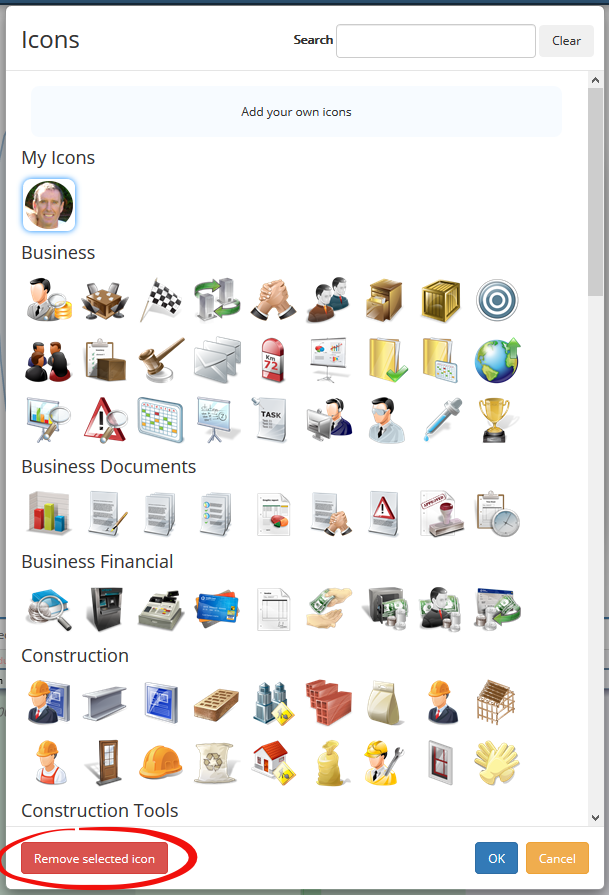 Icons
Search
Clear
Add your own icons
My Icons
Business
Km
72
TASK
Business Documents
APPROVED
Business Financial
Construction
Construction Tools
Remove selected icon
OK
Cancel